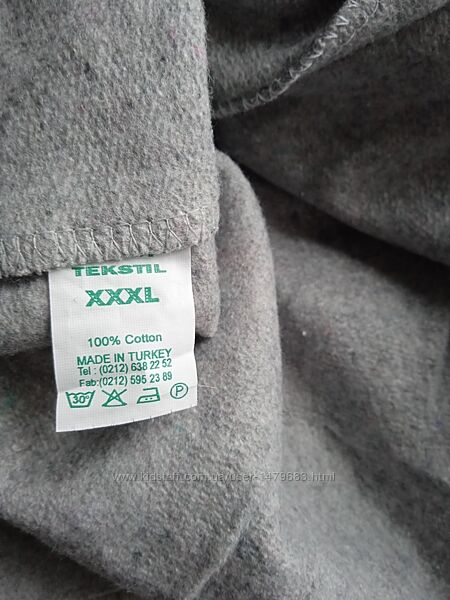 TEKSTIL
XXXL
100% Cotton
MADE IN TURKEY
Tel : (0212) 638 22 52
Fab:(0212) 595 23 89
30°
P
www.kidstaff.com.ua/user-1479683.html